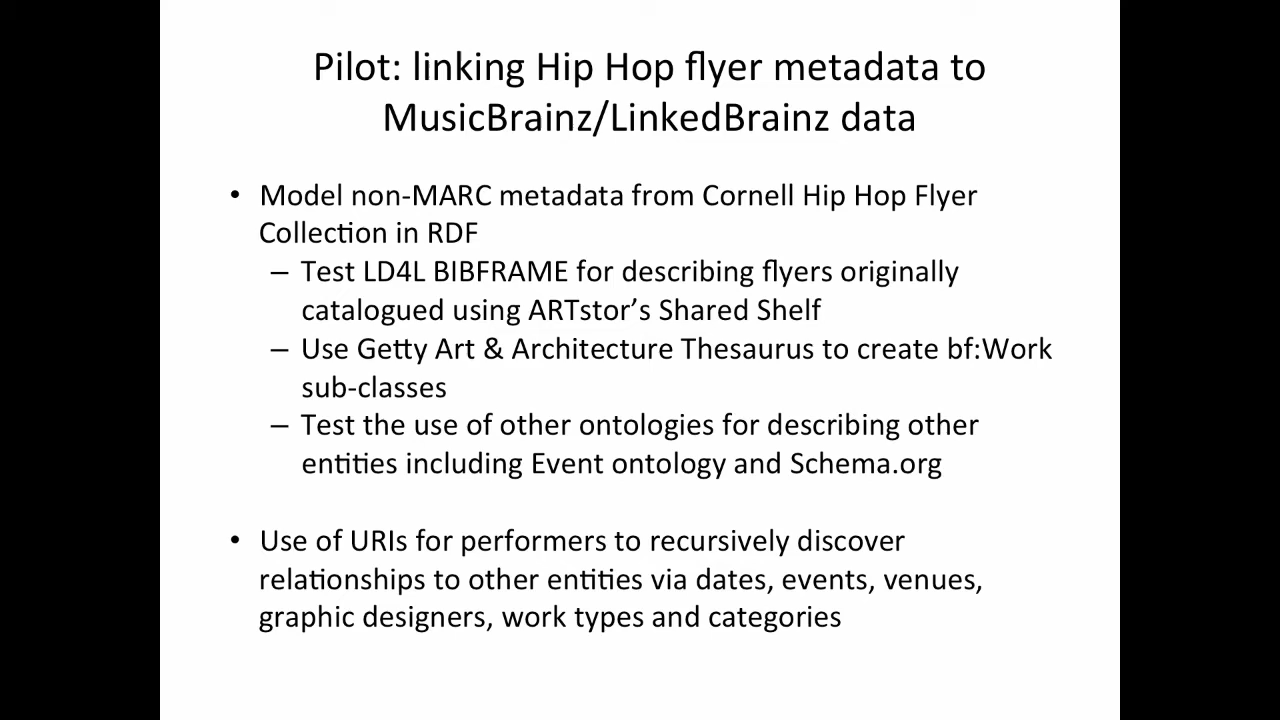 Pilot: linking Hip Hop flyer metadata to
MusicBrainz/LinkedBrainz data
• Model non-MARC metadata from Cornell Hip Hop Flyer
Collection in RDF
– Test LD4L BIBFRAME for describing flyers originally
catalogued using ARTstor’s Shared Shelf
– Use Getty Art & Architecture Thesaurus to create bf:Work
sub-classes
– Test the use of other ontologies for describing other
entities including Event ontology and Schema.org
• Use of URIs for performers to recursively discover
relationships to other entities via dates, events, venues,
graphic designers, work types and categories